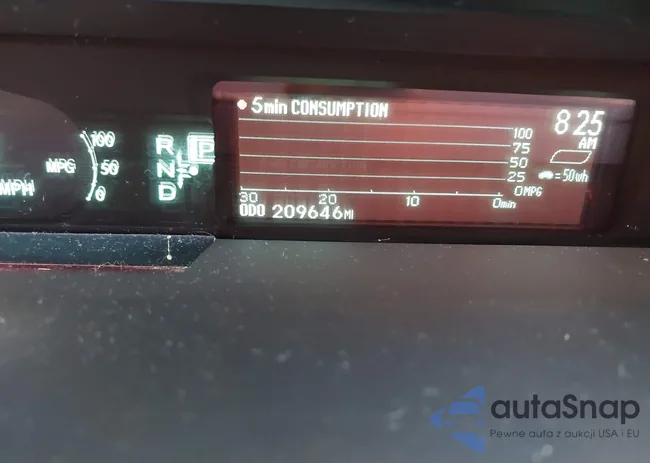 5min CONSUMPTION
8:25
AM
100
75
50
25
0MPG
=50Wh
30 20 10 0min
ODO 209646MI
100
MPG 50
MPH 0
R P
N
D
autaSnap
Pewne auta z aukcji USA i EU